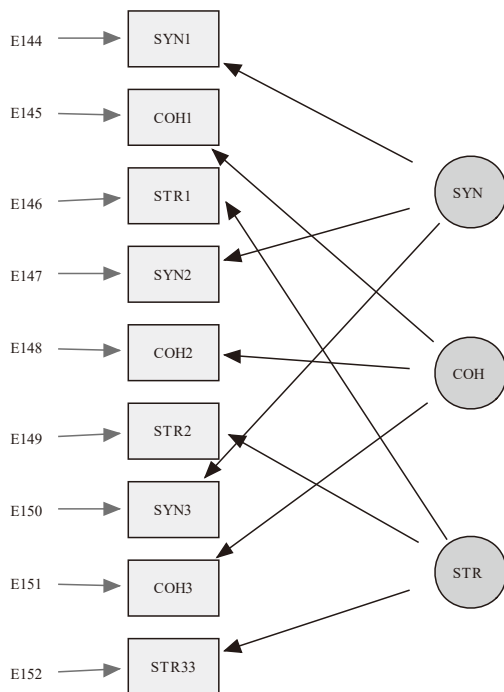 E144
SYN1
E145
COH1
E146
STR1
SYN
E147
SYN2
E148
COH2
COH
E149
STR2
E150
SYN3
E151
COH3
STR
E152
STR33